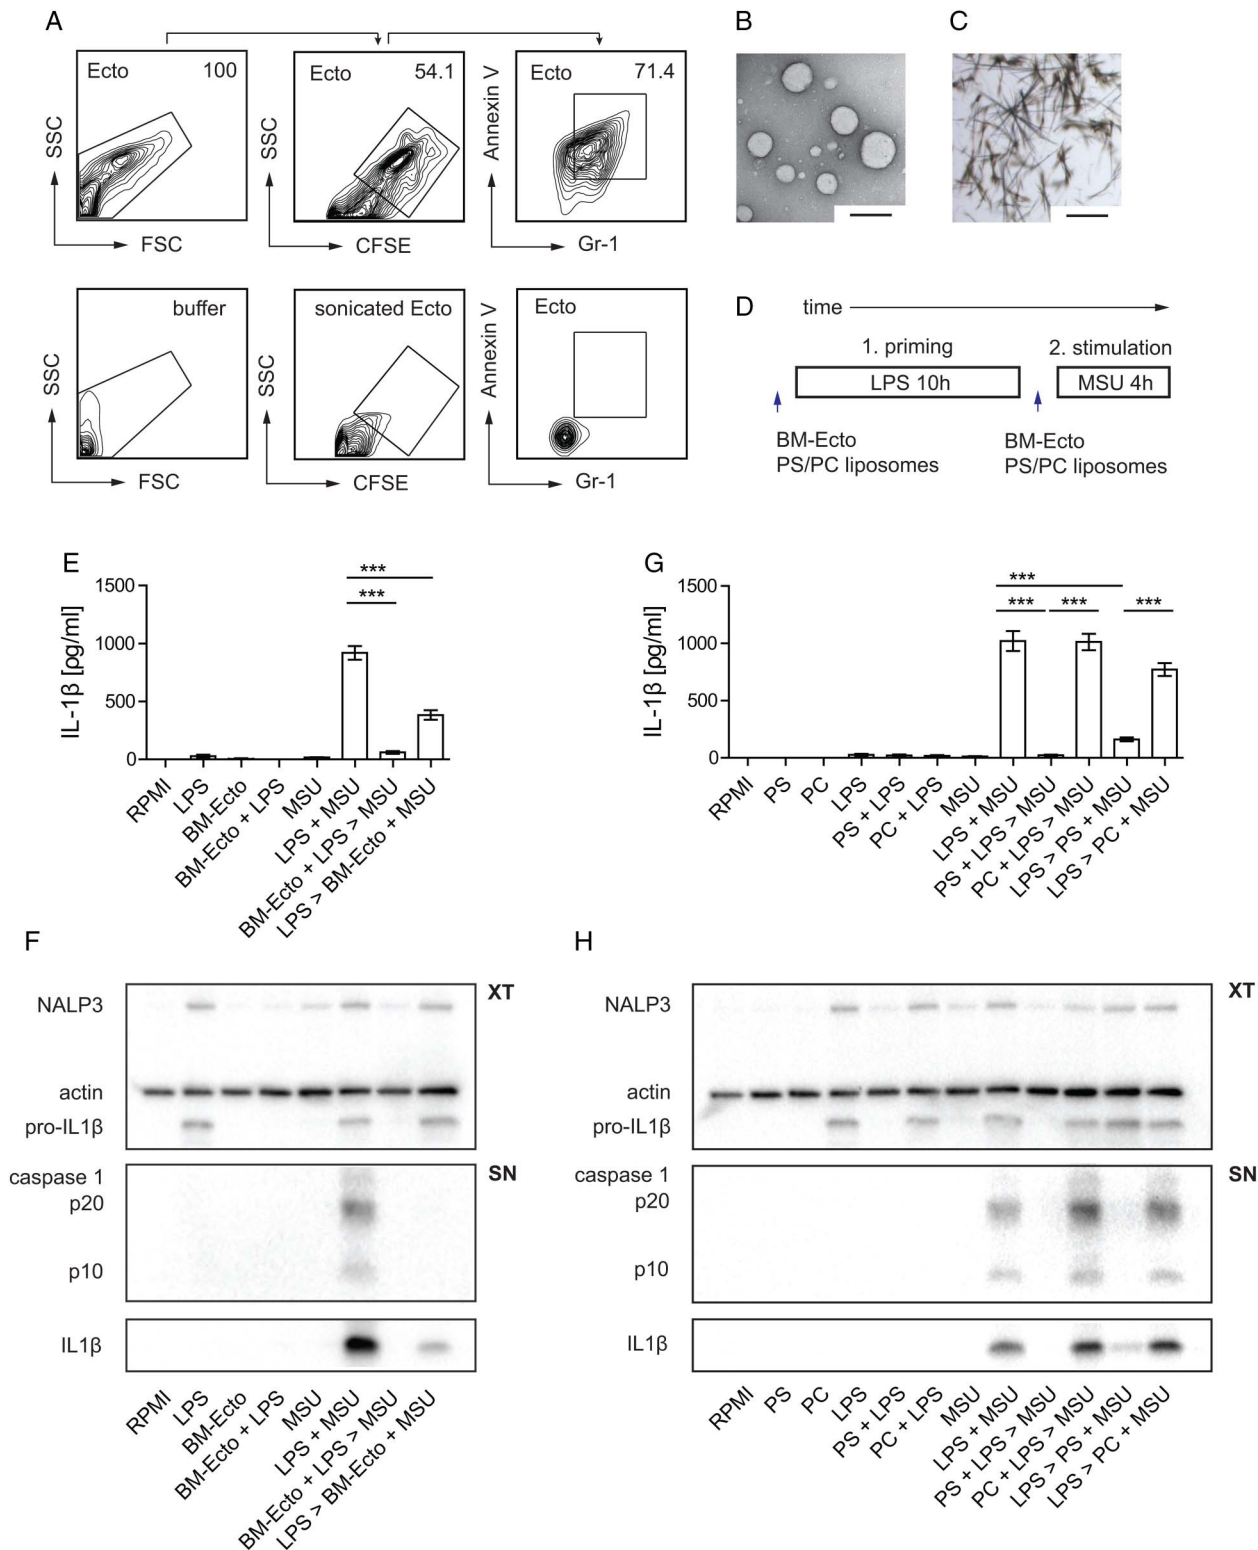 A
Ecto 100
SSC
FSC
Ecto 54.1
SSC
CFSE
Ecto 71.4
Annexin V
Gr-1
buffer
SSC
FSC
sonicated Ecto
SSC
CFSE
Ecto
Annexin V
Gr-1
B
C
D
time
1. priming
2. stimulation
LPS 10h
MSU 4h
BM-Ecto
PS/PC liposomes
BM-Ecto
PS/PC liposomes
E
IL-1β [ρg/ml]
1500
1000
500
0
***
***
RPMI
LPS
BM-Ecto
BM-Ecto + LPS
MSU
LPS + MSU
BM-Ecto + LPS > MSU
LPS > BM-Ecto + MSU
G
IL-1β [ρg/ml]
1500
1000
500
0
***
*** *** ***
RPMI
PS
PC
LPS
PS + LPS
PC + LPS
MSU
LPS + MSU
PS + LPS > MSU
PC + LPS > MSU
LPS > PS + MSU
LPS > PC + MSU
F
NALP3
XT
actin
pro-IL1β
caspase 1
SN
p20
p10
IL1β
RPMI
LPS
BM-Ecto
BM-Ecto + LPS
MSU
LPS + MSU
BM-Ecto + LPS > MSU
LPS > BM-Ecto + MSU
H
NALP3
XT
actin
pro-IL1β
caspase 1
SN
p20
p10
IL1β
RPMI
PS
PC
LPS
PS + LPS
PC + LPS
MSU
LPS + MSU
PS + LPS > MSU
PC + LPS > MSU
LPS > PS + MSU
LPS > PC + MSU